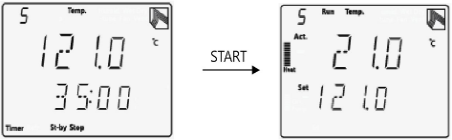 5 Temp.
121.0 °C
35:00
Timer St-by Stop
START
5 Run Temp.
Act. 21.0 °C
Heat
Set 121.0